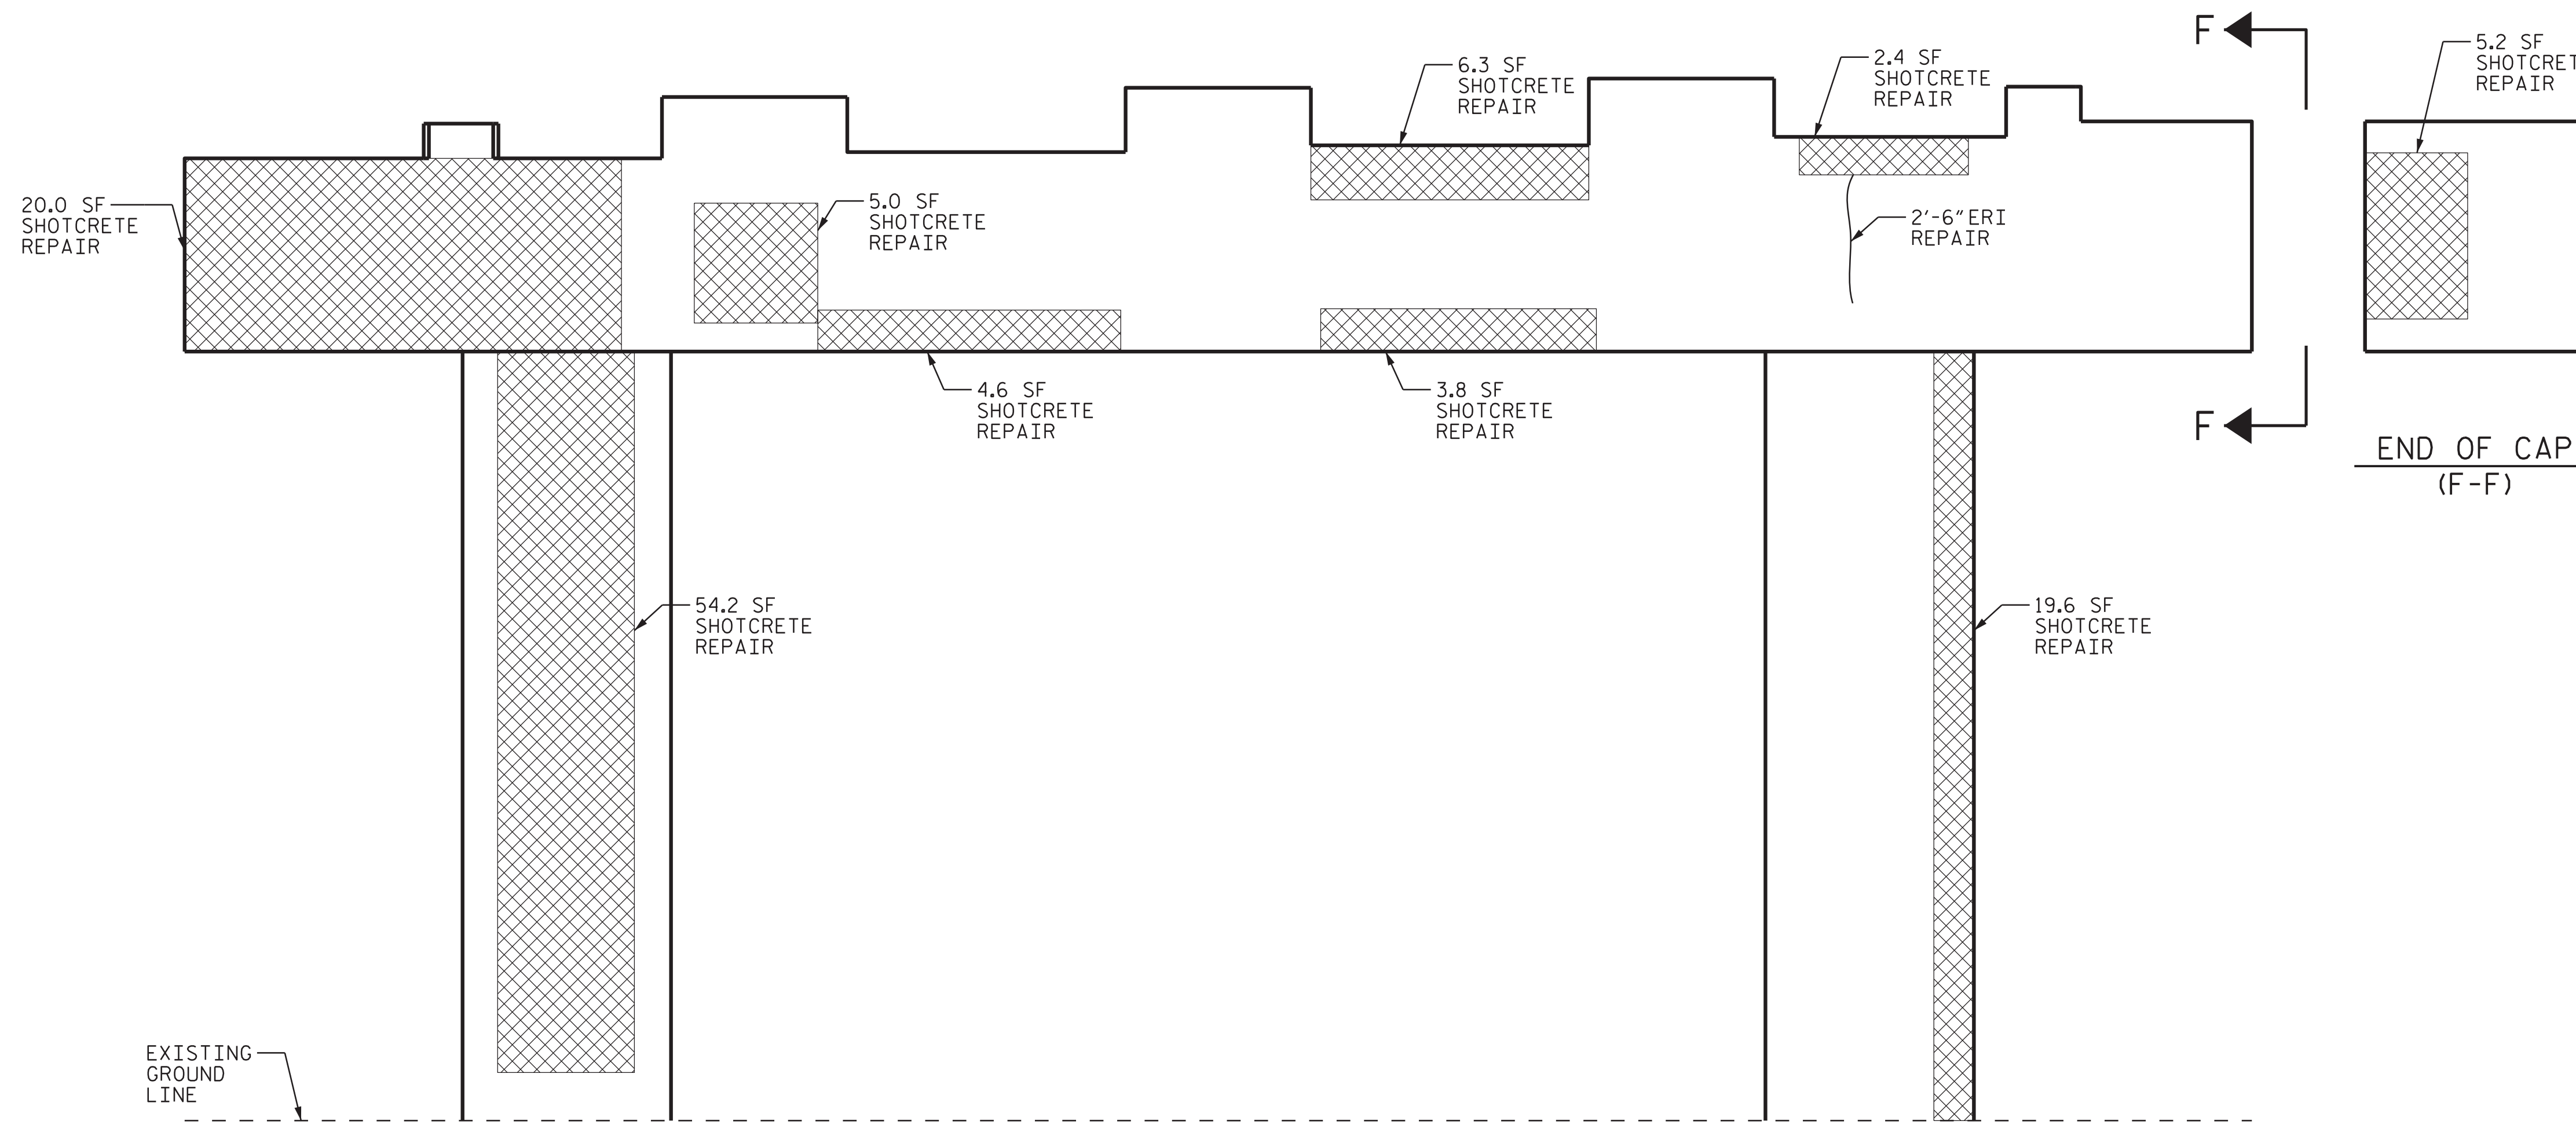 F
5.2 SF
SHOTCRET
REPAIR
6.3 SF
SHOTCRETE
REPAIR
2.4 SF
SHOTCRETE
REPAIR
20.0 SF
SHOTCRETE
REPAIR
5.0 SF
SHOTCRETE
REPAIR
2'-6" ERI
REPAIR
4.6 SF
SHOTCRETE
REPAIR
3.8 SF
SHOTCRETE
REPAIR
F
END OF CAP
(F-F)
54.2 SF
SHOTCRETE
REPAIR
19.6 SF
SHOTCRETE
REPAIR
EXISTING
GROUND
LINE